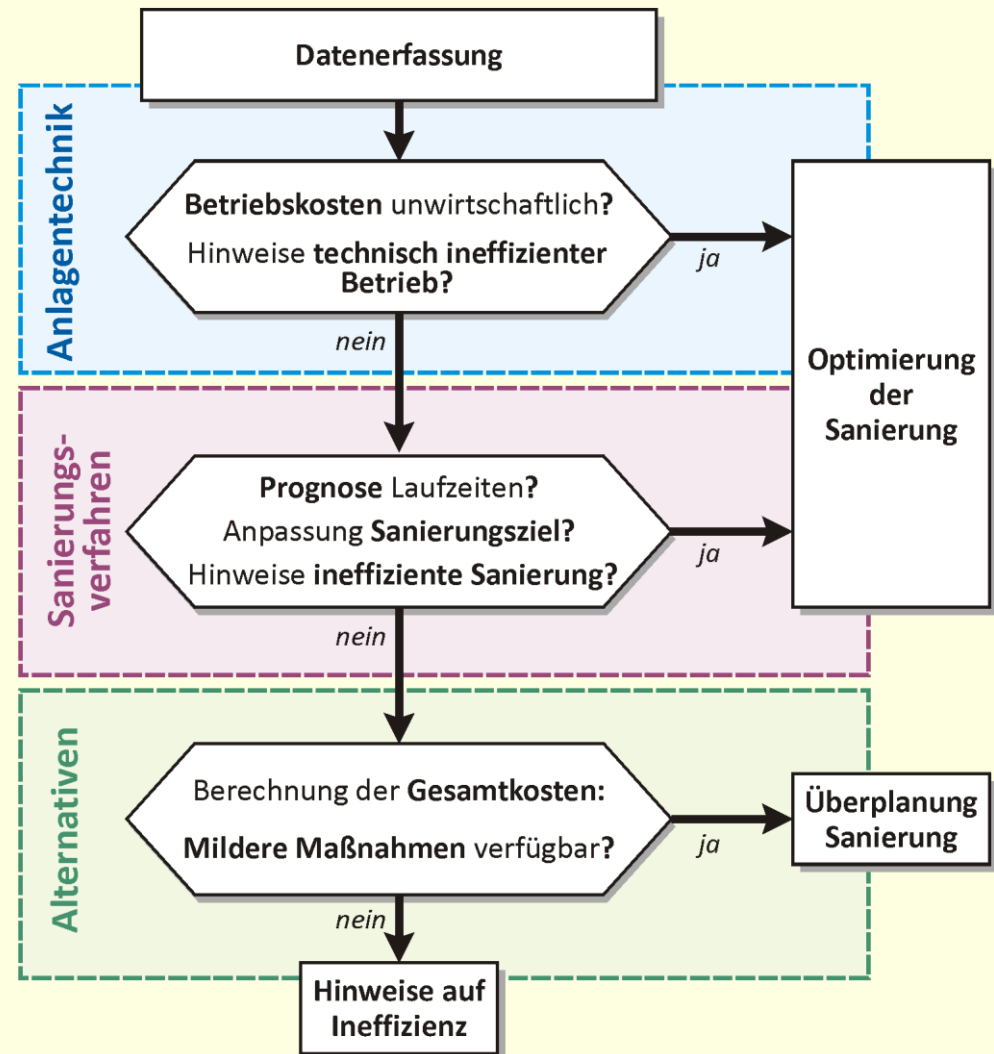 Datenerfassung
Anlagentechnik
Betriebskosten unwirtschaftlich?
Hinweise technisch ineffizienter
Betrieb?
ja
nein
Optimierung
der
Sanierung
Sanierungs-
verfahren
Prognose Laufzeiten?
Anpassung Sanierungsziel?
Hinweise ineffiziente Sanierung?
ja
nein
Alternativen
Berechnung der Gesamtkosten:
Mildere Maßnahmen verfügbar?
ja
Überplanung
Sanierung
nein
Hinweise auf
Ineffizienz